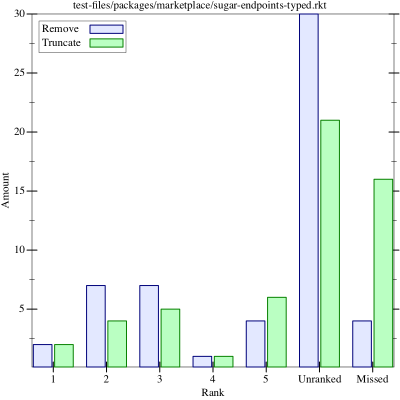 test-files/packages/marketplace/sugar-endpoints-typed.rkt
30
Remove
Truncate
25
20
15
10
5
Amount
1 2 3 4 5 Unranked Missed
Rank